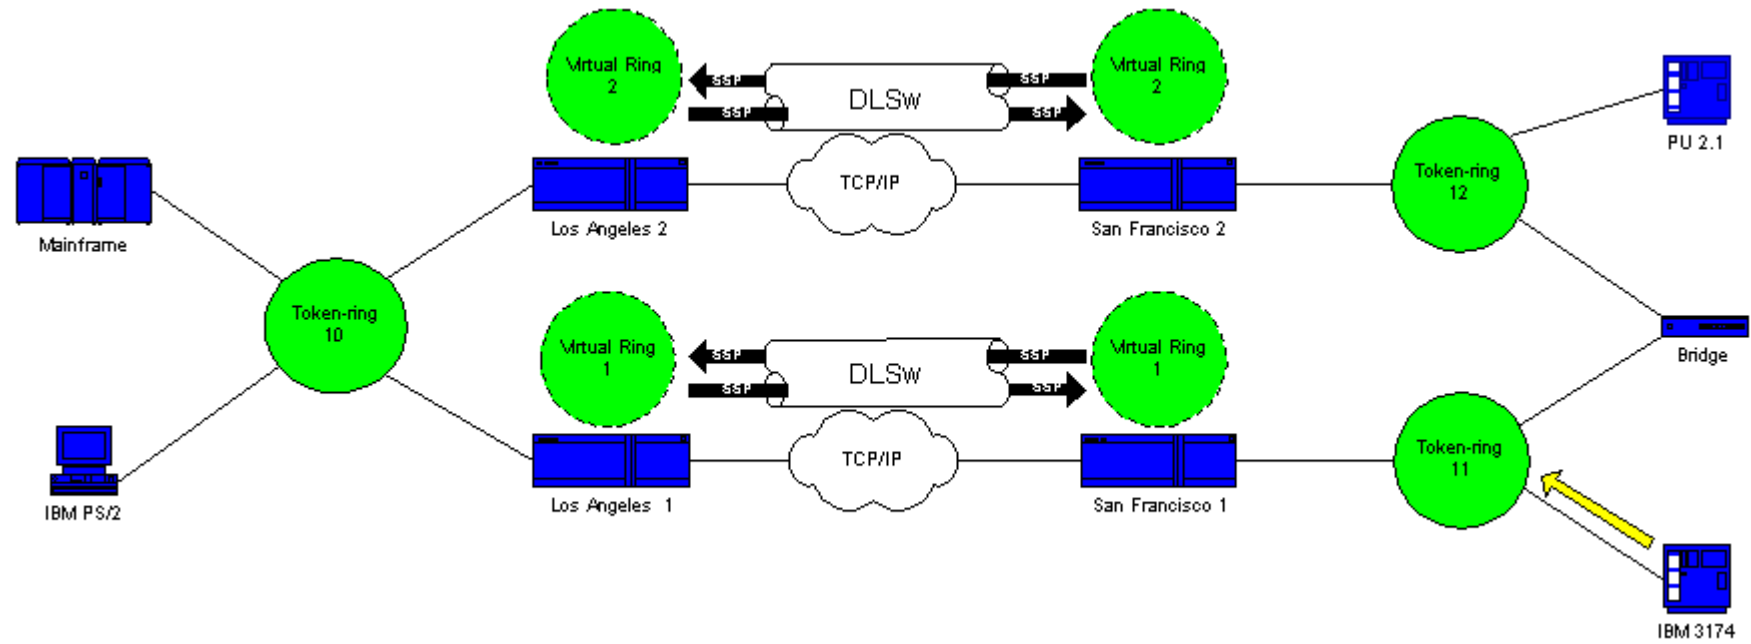 Virtual Ring
2
SSP
SSP
DLSw
SSP
SSP
Virtual Ring
2
PU 2.1
Mainframe
Los Angeles 2
TCP/IP
San Francisco 2
Token-ring
12
Token-ring
10
Virtual Ring
1
SSP
SSP
DLSw
SSP
SSP
Virtual Ring
1
Bridge
IBM PS/2
Los Angeles 1
TCP/IP
San Francisco 1
Token-ring
11
IBM 3174